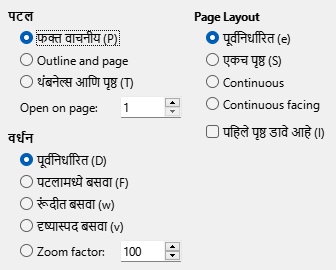 पटल
फक्त वाचनीय (P)
Outline and page
थंबनेल्स आणि पृष्ठ (T)
Open on page: 1
वर्धन
पूर्वनिर्धारित (D)
पटलामध्ये बसवा (F)
रूंदीत बसवा (w)
दृष्यास्पद बसवा (v)
Zoom factor: 100
Page Layout
पूर्वनिर्धारित (e)
एकच पृष्ठ (S)
Continuous
Continuous facing
पहिले पृष्ठ डावे आहे (l)